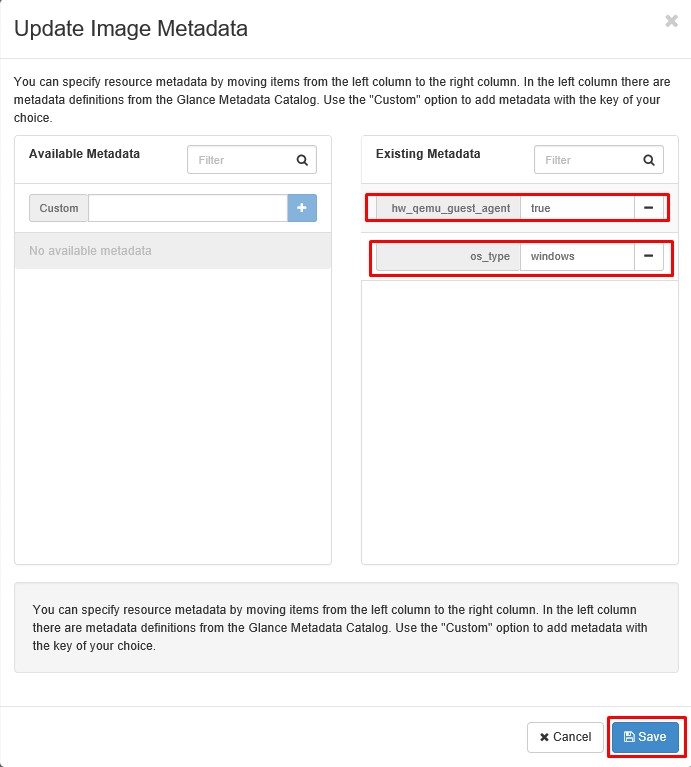 Update Image Metadata
You can specify resource metadata by moving items from the left column to the right column. In the left column there are
metadata definitions from the Glance Metadata Catalog. Use the "Custom" option to add metadata with the key of your
choice.
Available Metadata
Filter
Custom
No available metadata
Existing Metadata
Filter
hw_qemu_guest_agent true
os_type windows
You can specify resource metadata by moving items from the left column to the right column. In the left column
there are metadata definitions from the Glance Metadata Catalog. Use the "Custom" option to add metadata with
the key of your choice.
Cancel
Save